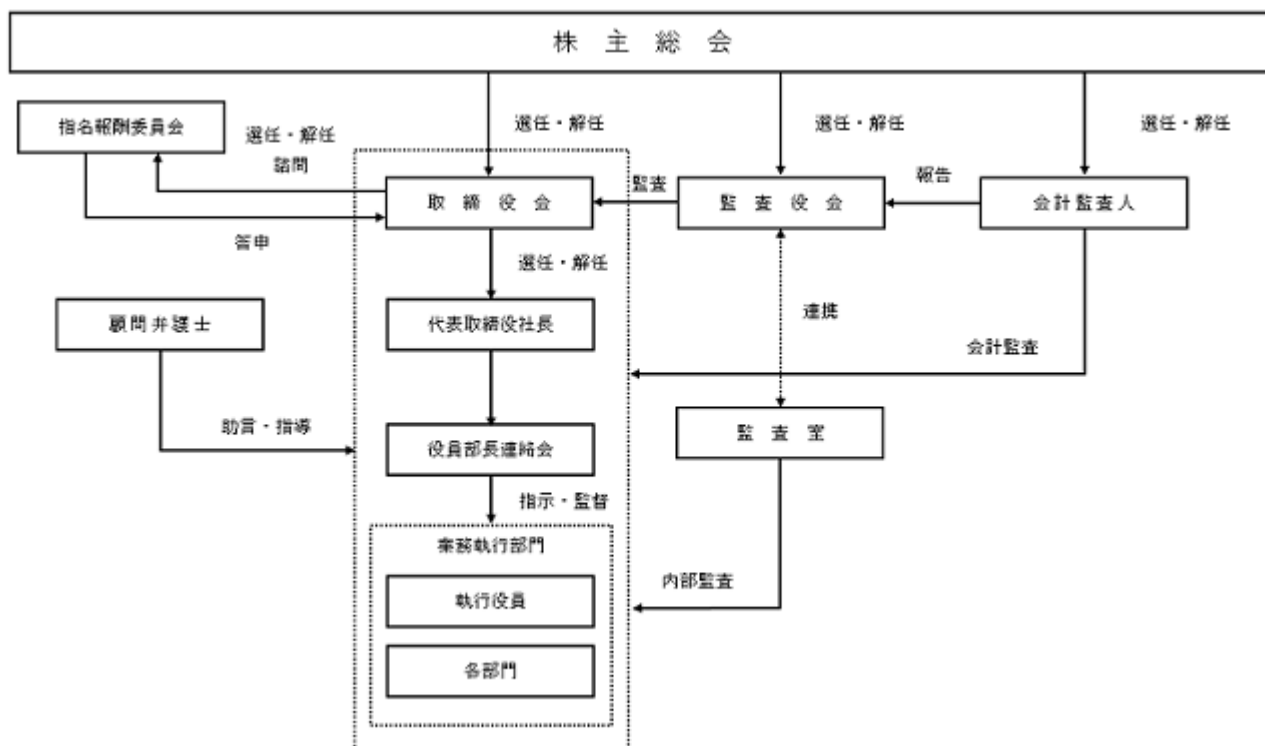 株主総会
指名報酬委員会
選任・解任
諮問
選任・解任
選任・解任
選任・解任
取締役会
監査
監査役会
報告
会計監査人
答申
選任・解任
顧問弁護士
代表取締役社長
連携
会計監査
助言・指導
役員部長連絡会
監査室
指示・監督
業務執行部門
執行役員
内部監査
各部門